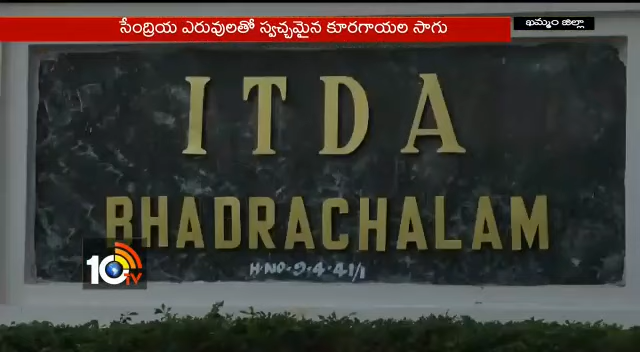 సేంద్రియ ఎరువులతో స్వచ్ఛమైన కూరగాయల సాగు
ఖమ్మం జిల్లా
ITDA
BHADRACHALAM
H.NO-9-4-41/1
10TV